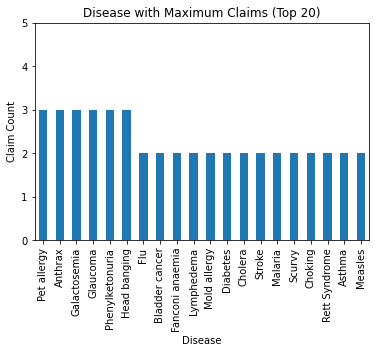 Disease with Maximum Claims (Top 20)
5
4
3
2
1
0
Claim Count
Pet allergy
Anthrax
Galactosemia
Glaucoma
Phenylketonuria
Head banging
Flu
Bladder cancer
Fanconi anaemia
Lymphedema
Mold allergy
Diabetes
Cholera
Stroke
Malaria
Scurvy
Choking
Rett Syndrome
Asthma
Measles
Disease